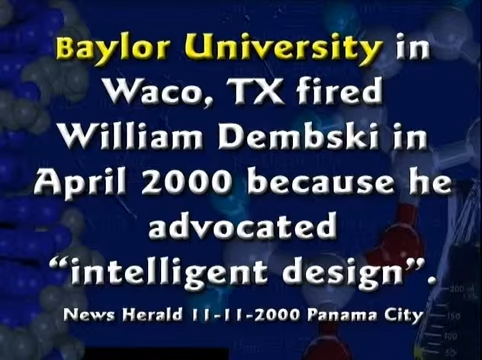 Baylor University in
Waco, TX fired
William Dembski in
April 2000 because he
advocated
“intelligent design”.
News Herald 11-11-2000 Panama City